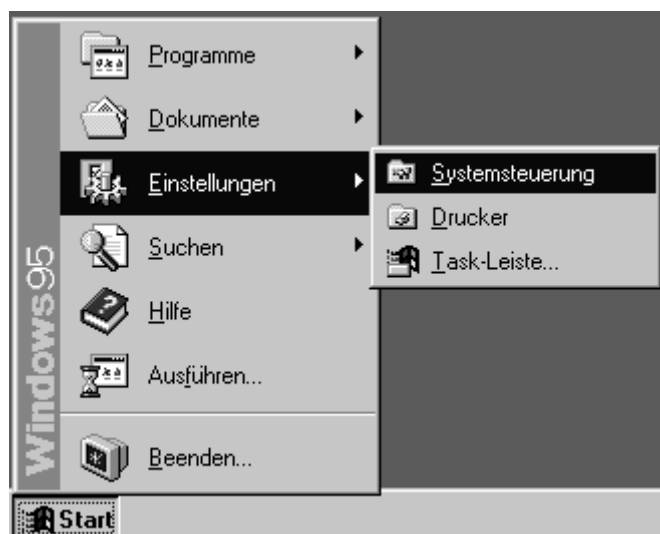 Programme
Dokumente
Einstellungen
Systemsteuerung
Drucker
Task-Leiste...
Suchen
Hilfe
Ausführen...
Beenden...
Windows95
Start